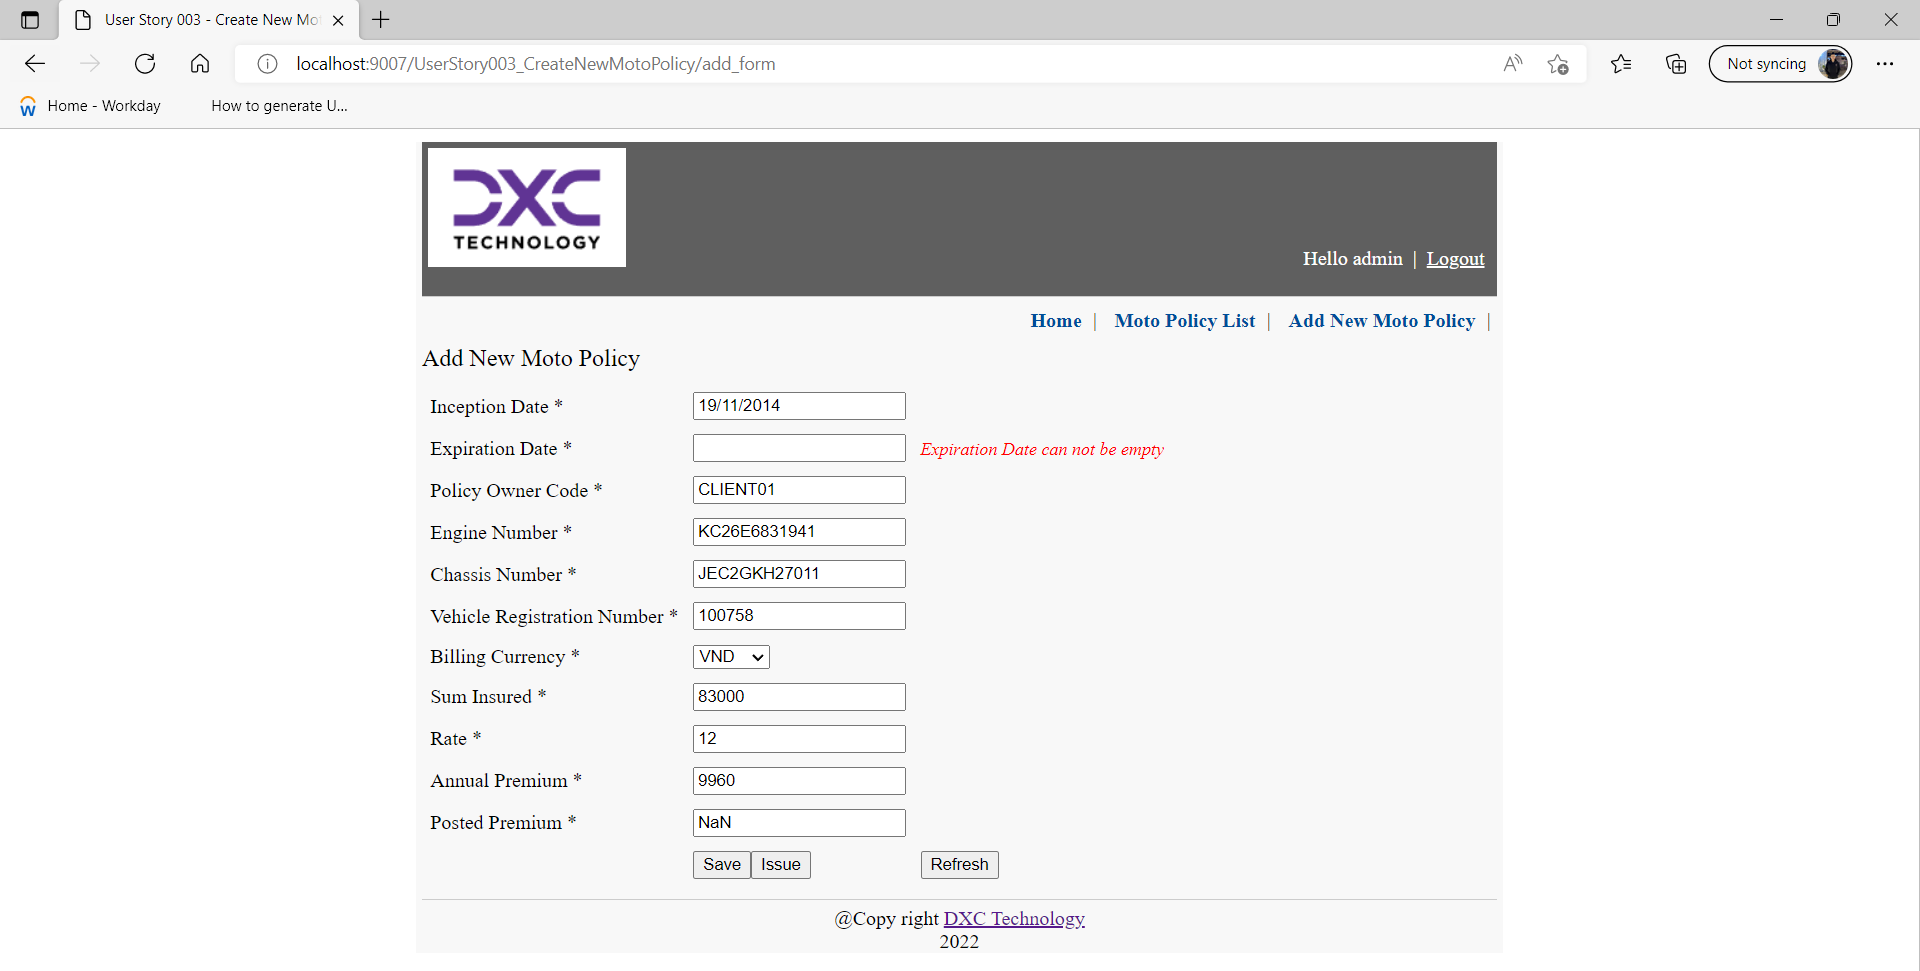 User Story 003 - Create New Mo
localhost:9007/UserStory003_CreateNewMotoPolicy/add_form
Not syncing
Home - Workday
How to generate U...
DXC
TECHNOLOGY
Hello admin | Logout
Home | Moto Policy List | Add New Moto Policy |
Add New Moto Policy
Inception Date * 19/11/2014
Expiration Date * Expiration Date can not be empty
Policy Owner Code * CLIENT01
Engine Number * KC26E6831941
Chassis Number * JEC2GKH27011
Vehicle Registration Number * 100758
Billing Currency * VND
Sum Insured * 83000
Rate * 12
Annual Premium * 9960
Posted Premium * NaN
Save Issue Refresh
@Copy right DXC Technology
2022